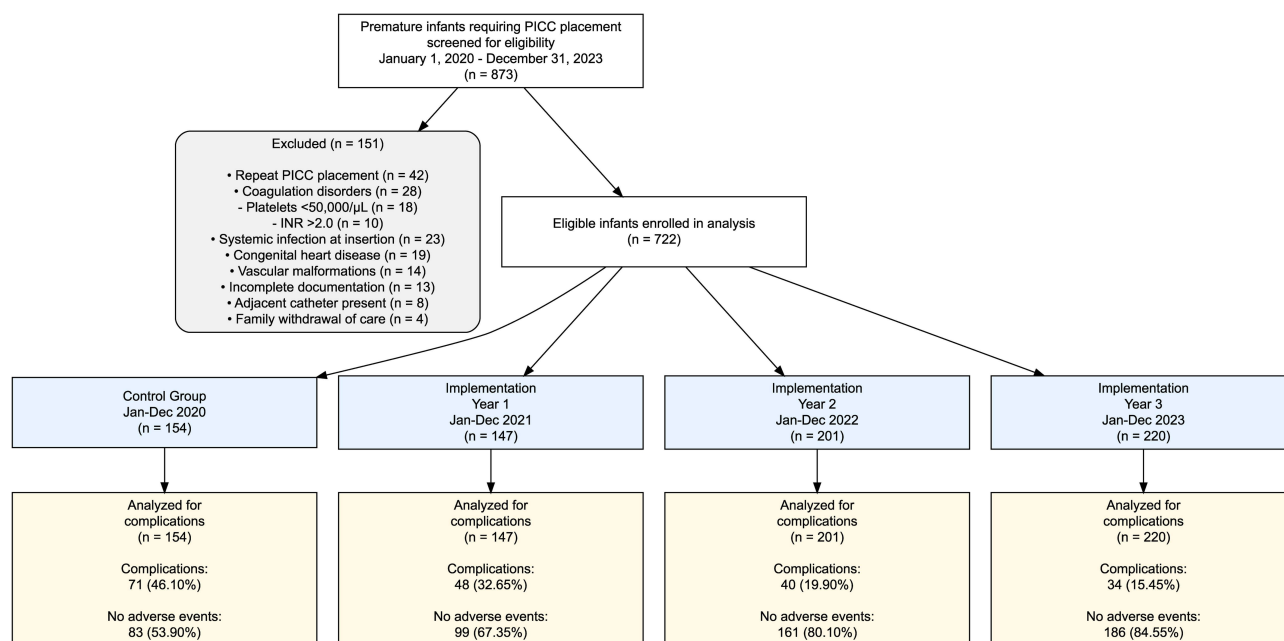 Premature infants requiring PICC placement
screened for eligibility
January 1, 2020 - December 31, 2023
(n = 873)
Excluded (n = 151)
• Repeat PICC placement (n = 42)
• Coagulation disorders (n = 28)
- Platelets <50,000/μL (n = 18)
- INR >2.0 (n = 10)
• Systemic infection at insertion (n = 23)
• Congenital heart disease (n = 19)
• Vascular malformations (n = 14)
• Incomplete documentation (n = 13)
• Adjacent catheter present (n = 8)
• Family withdrawal of care (n = 4)
Eligible infants enrolled in analysis
(n = 722)
Control Group
Jan-Dec 2020
(n = 154)
Implementation
Year 1
Jan-Dec 2021
(n = 147)
Implementation
Year 2
Jan-Dec 2022
(n = 201)
Implementation
Year 3
Jan-Dec 2023
(n = 220)
Analyzed for
complications
(n = 154)
Complications:
71 (46.10%)
No adverse events:
83 (53.90%)
Analyzed for
complications
(n = 147)
Complications:
48 (32.65%)
No adverse events:
99 (67.35%)
Analyzed for
complications
(n = 201)
Complications:
40 (19.90%)
No adverse events:
161 (80.10%)
Analyzed for
complications
(n = 220)
Complications:
34 (15.45%)
No adverse events:
186 (84.55%)